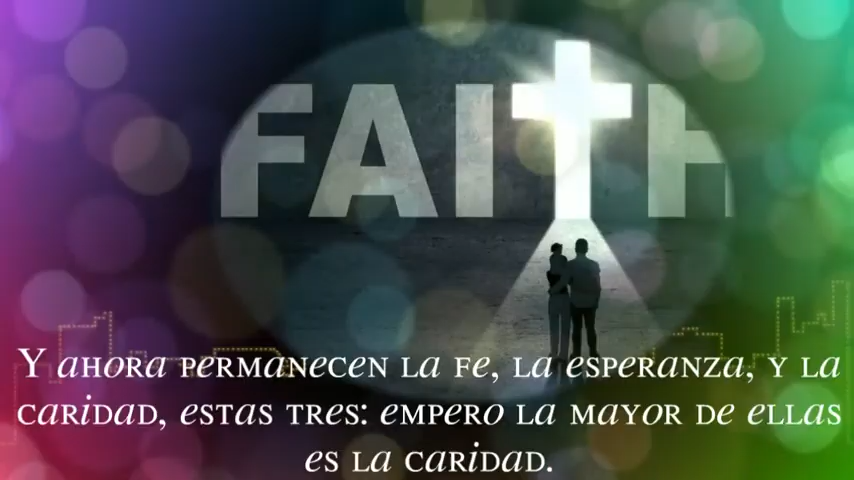 FAITH
Y aHORa PeRMaNeCeN La Fe, La eSPeRaNZa, Y La
CaRiDaD, eSTaS TReS: eMPeRo La MaYoR De eLLaS
eS La CaRiDaD.